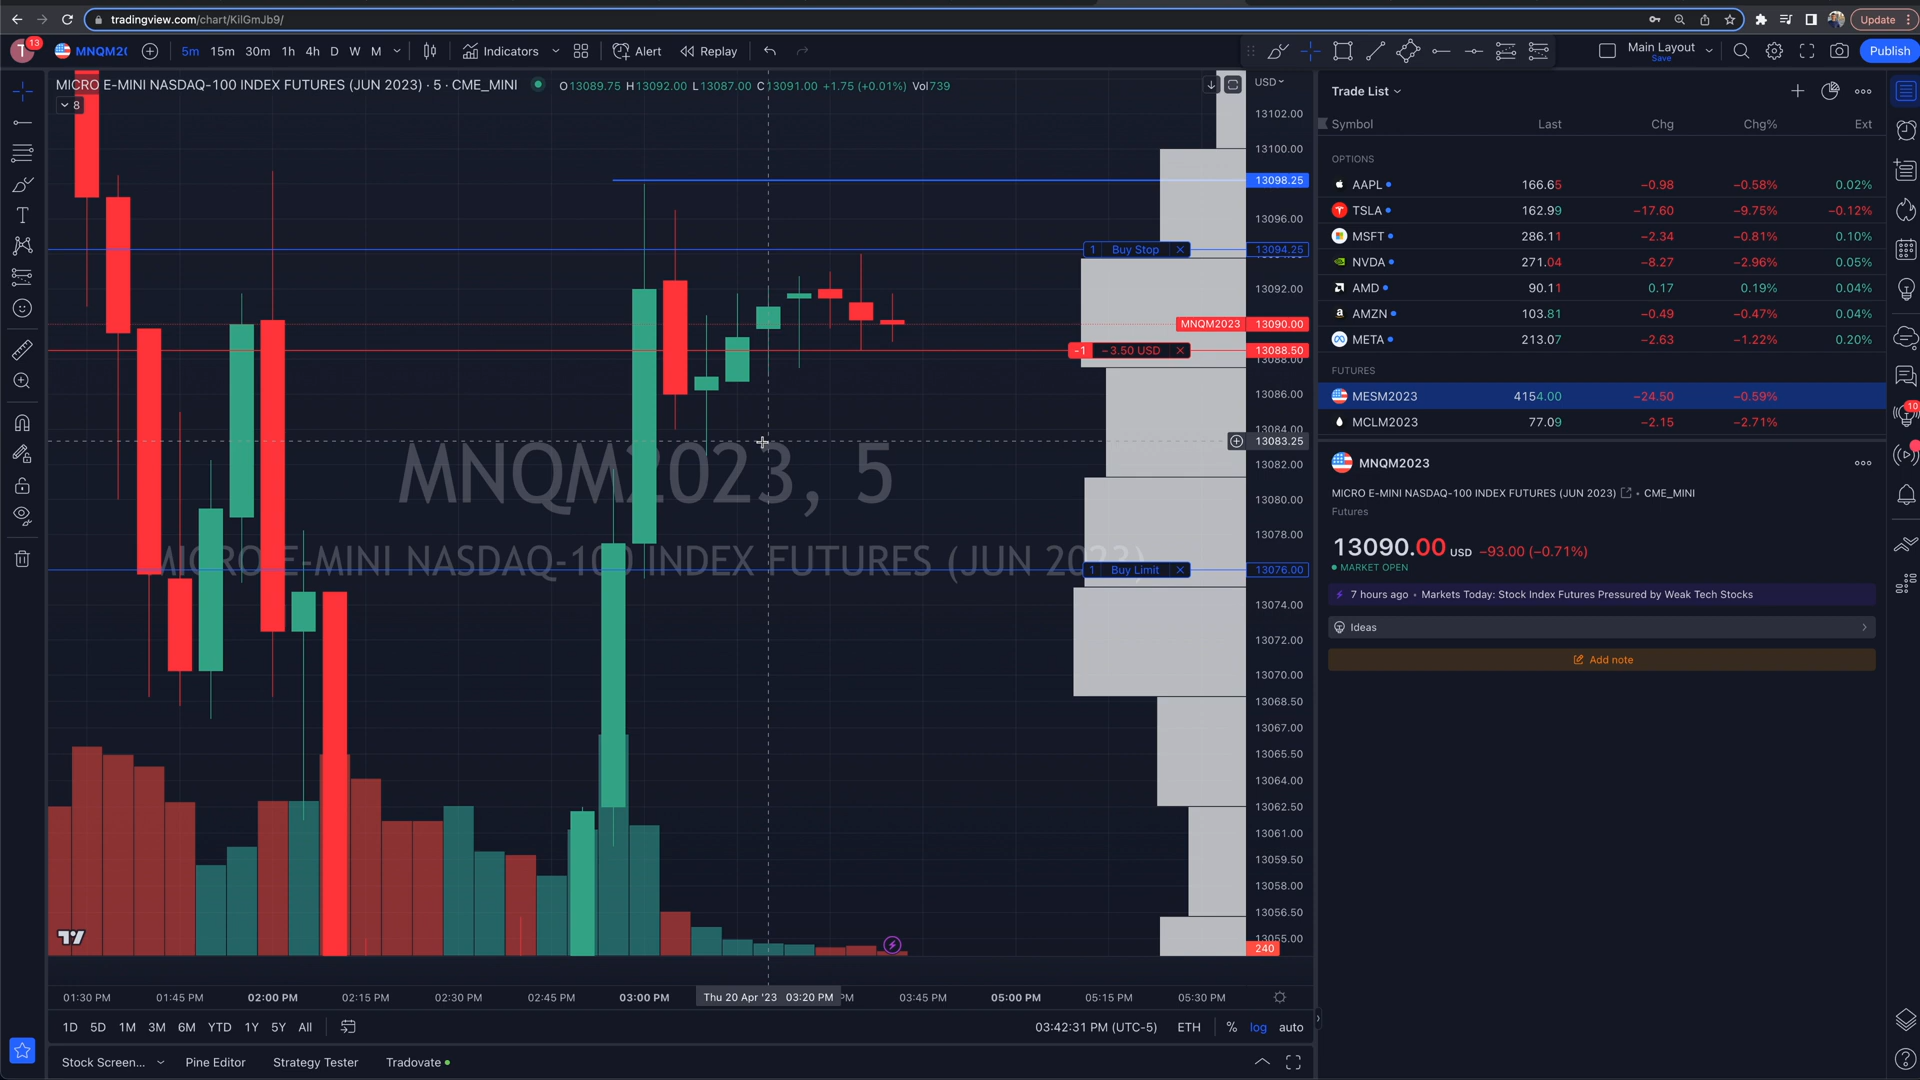 tradingview.com/chart/KilGmJb9/
Update
T 13 MNQM20 5m 15m 30m 1h 4h D W M Indicators Alert Replay Main Layout Save Publish
MICRO E-MINI NASDAQ-100 INDEX FUTURES (JUN 2023) · 5 · CME_MINI O13089.75 H13092.00 L13087.00 C13091.00 +1.75 (+0.01%) Vol739
8
USD
13102.00
13100.00
13098.25
13096.00
1 Buy Stop 13094.25
13092.00
MNQM2023 13090.00
-1 −3.50 USD 13088.50
13088.00
13086.00
13084.00
13083.25
13082.00
13080.00
13078.00
1 Buy Limit 13076.00
13074.00
13072.00
13070.00
13068.50
13067.00
13065.50
13064.00
13062.50
13061.00
13059.50
13058.00
13056.50
13055.00
240
MNQM2023, 5
MICRO E-MINI NASDAQ-100 INDEX FUTURES (JUN 2023)
01:30 PM 01:45 PM 02:00 PM 02:15 PM 02:30 PM 02:45 PM 03:00 PM Thu 20 Apr '23 03:20 PM PM 03:45 PM 05:00 PM 05:15 PM 05:30 PM
1D 5D 1M 3M 6M YTD 1Y 5Y All 03:42:31 PM (UTC-5) ETH % log auto
Stock Screen... Pine Editor Strategy Tester Tradovate
Trade List
Symbol Last Chg Chg% Ext
OPTIONS
AAPL 166.65 −0.98 −0.58% 0.02%
TSLA 162.99 −17.60 −9.75% −0.12%
MSFT 286.11 −2.34 −0.81% 0.10%
NVDA 271.04 −8.27 −2.96% 0.05%
AMD 90.11 0.17 0.19% 0.04%
AMZN 103.81 −0.49 −0.47% 0.04%
META 213.07 −2.63 −1.22% 0.20%
FUTURES
MESM2023 4154.00 −24.50 −0.59%
MCLM2023 77.09 −2.15 −2.71%
MNQM2023
MICRO E-MINI NASDAQ-100 INDEX FUTURES (JUN 2023) • CME_MINI
Futures
13090.00 USD −93.00 (−0.71%)
MARKET OPEN
7 hours ago • Markets Today: Stock Index Futures Pressured by Weak Tech Stocks
Ideas
Add note
10